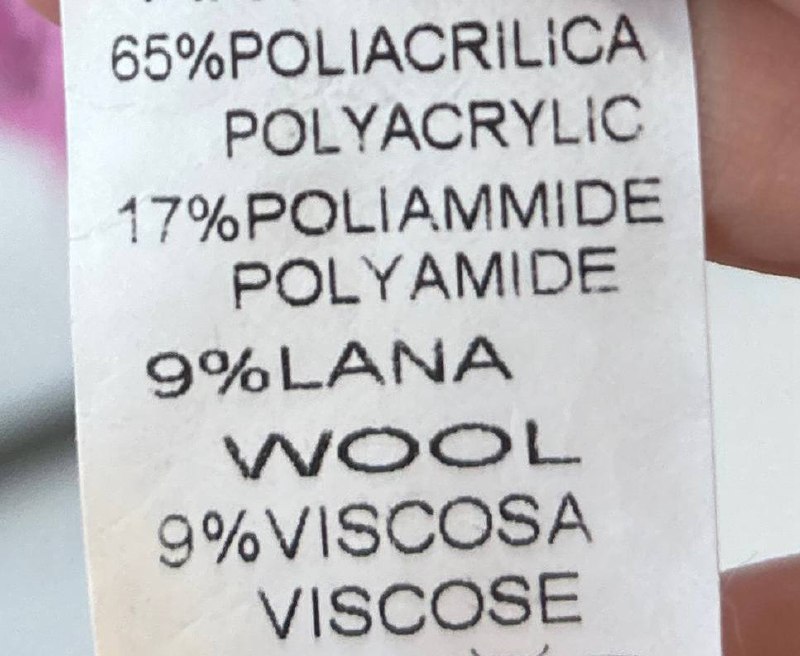 65%POLIACRiLiCA
POLYACRYLIC
17%POLIAMMIDE
POLYAMIDE
9%LANA
WOOL
9%VISCOSA
VISCOSE